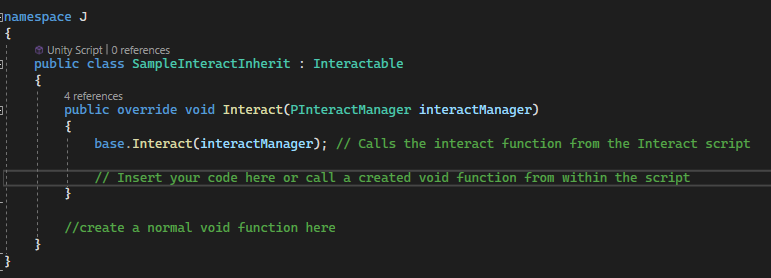 namespace J
{
Unity Script | 0 references
public class SampleInteractInherit : Interactable
{
4 references
public override void Interact(PInteractManager interactManager)
{
base.Interact(interactManager); // Calls the interact function from the Interact script
// Insert your code here or call a created void function from within the script
}
//create a normal void function here
}
}